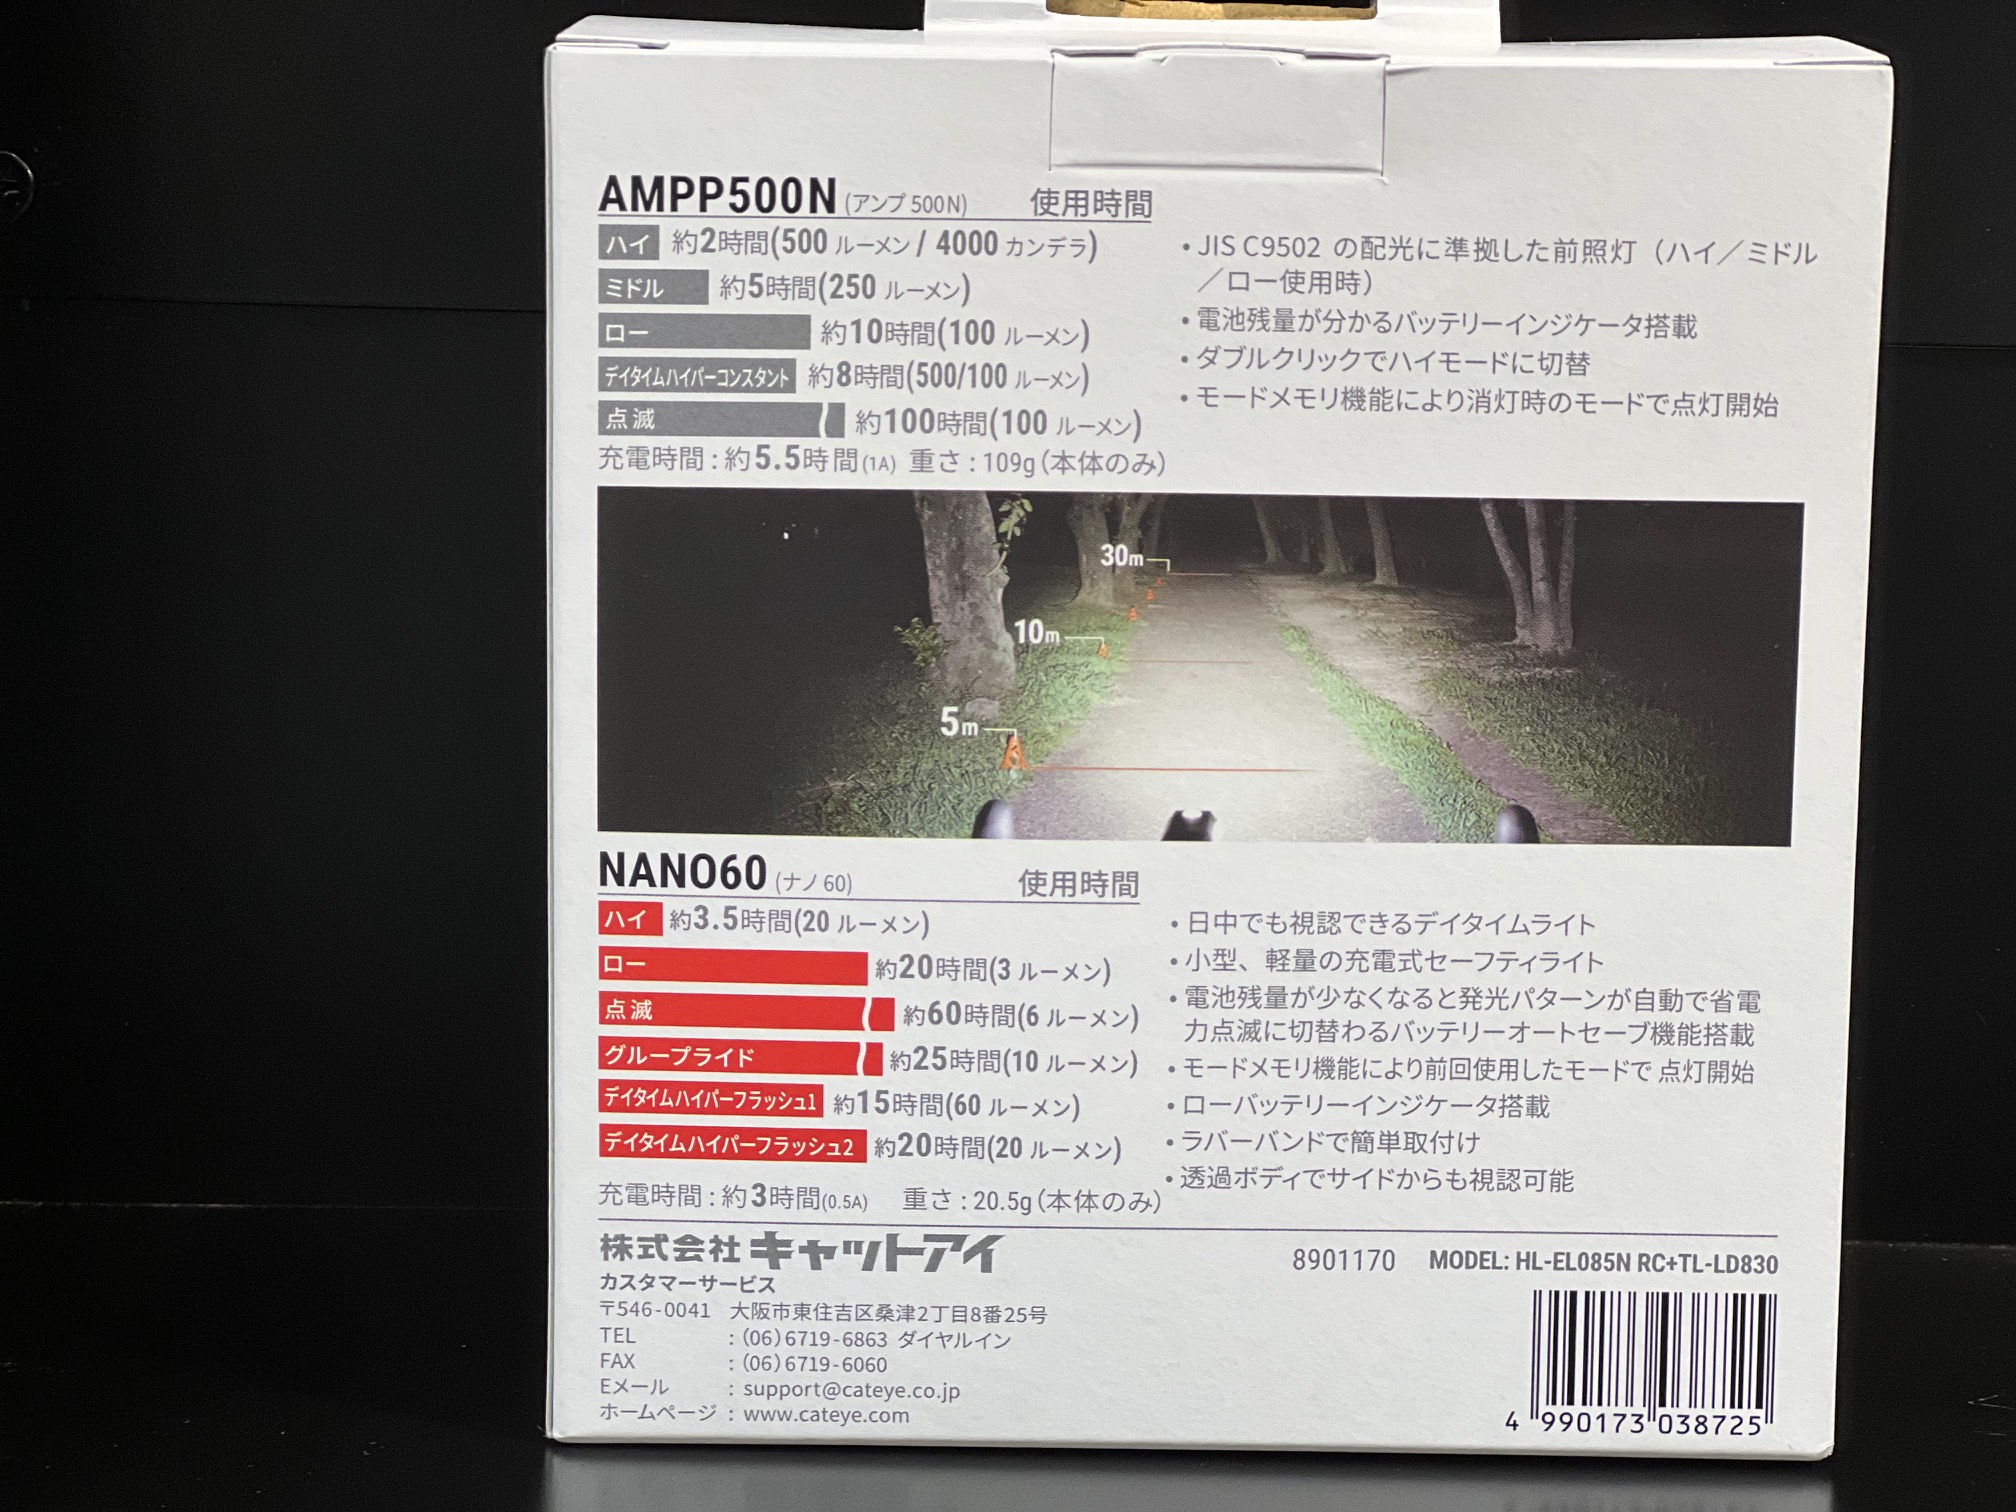 AMPP500N (アンプ 500N) 使用時間
ハイ 約2時間(500 ルーメン / 4000 カンデラ)
ミドル 約5時間(250 ルーメン)
ロー 約10時間(100 ルーメン)
デイタイムハイパーコンスタント 約8時間(500/100 ルーメン)
点滅 約100時間(100 ルーメン)
充電時間 : 約5.5時間(1A) 重さ : 109g(本体のみ)
• JIS C9502 の配光に準拠した前照灯（ハイ／ミドル
／ロー使用時）
• 電池残量が分かるバッテリーインジケータ搭載
• ダブルクリックでハイモードに切替
• モードメモリ機能により消灯時のモードで点灯開始
30m
10m
5m
NANO60 (ナノ 60) 使用時間
ハイ 約3.5時間(20 ルーメン)
ロー 約20時間(3 ルーメン)
点滅 約60時間(6 ルーメン)
グループライド 約25時間(10 ルーメン)
デイタイムハイパーフラッシュ1 約15時間(60 ルーメン)
デイタイムハイパーフラッシュ2 約20時間(20 ルーメン)
充電時間 : 約3時間(0.5A) 重さ : 20.5g(本体のみ)
• 日中でも視認できるデイタイムライト
• 小型、軽量の充電式セーフティライト
• 電池残量が少なくなると発光パターンが自動で省電
力点滅に切替わるバッテリーオートセーブ機能搭載
• モードメモリ機能により前回使用したモードで 点灯開始
• ローバッテリーインジケータ搭載
• ラバーバンドで簡単取付け
• 透過ボディでサイドからも視認可能
株式会社 キャットアイ
カスタマーサービス
〒546-0041 大阪市東住吉区桑津2丁目8番25号
TEL : (06)6719-6863 ダイヤルイン
FAX : (06)6719-6060
Eメール : support@cateye.co.jp
ホームページ : www.cateye.com
8901170 MODEL: HL-EL085N RC+TL-LD830
4 990173 038725